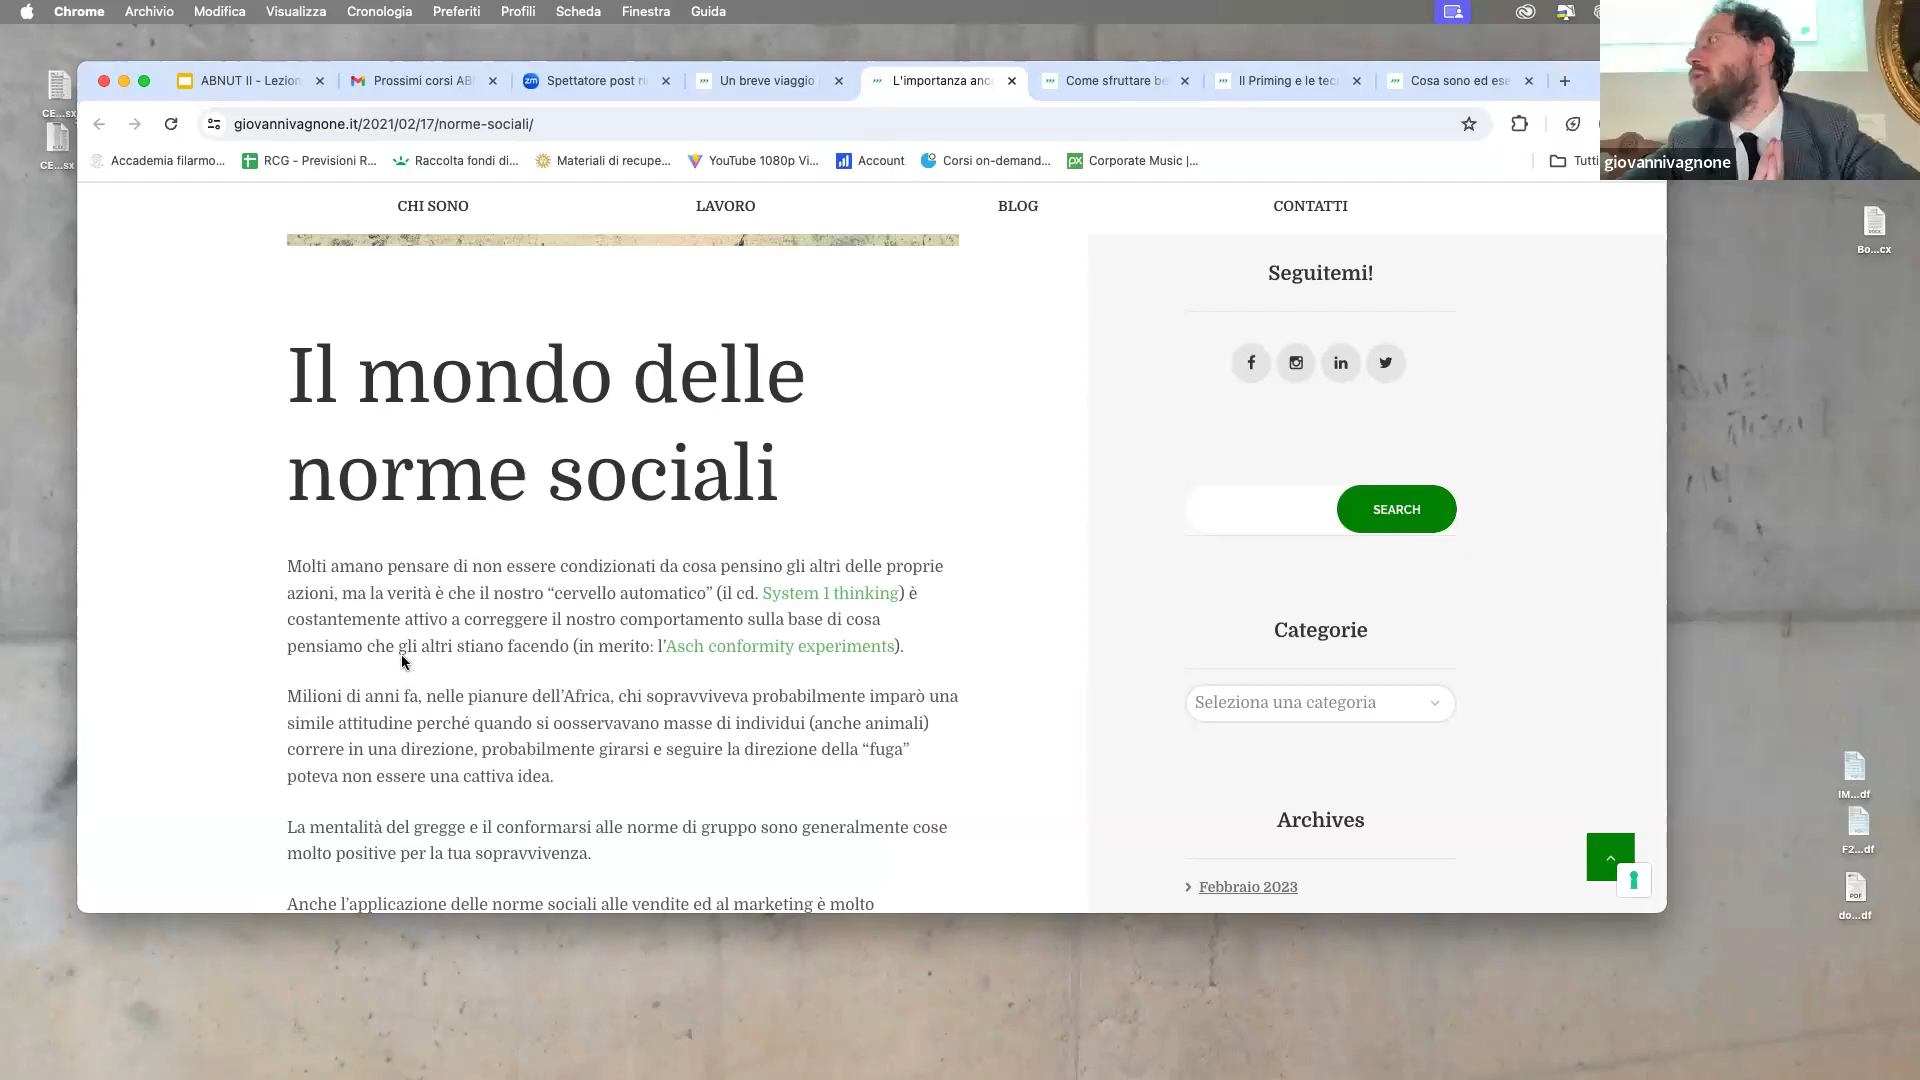 Chrome Archivio Modifica Visualizza Cronologia Preferiti Profili Scheda Finestra Guida
ABNUT II - Lezion
Prossimi corsi AB
zm
Spettatore post ri
Un breve viaggio
L'importanza anc
Come sfruttare be
Il Priming e le tec
Cosa sono ed ese
giovannivagnone.it/2021/02/17/norme-sociali/
Accademia filarmo...
RCG - Previsioni R...
Raccolta fondi di...
Materiali di recupe...
YouTube 1080p Vi...
Account
Corsi on-demand...
px
Corporate Music |...
Tutti
giovannivagnone
CE...sx
CE...sx
Bo...cx
IM...df
F2...df
PDF
do...df
CHI SONO LAVORO BLOG CONTATTI
Il mondo delle
norme sociali
Molti amano pensare di non essere condizionati da cosa pensino gli altri delle proprie
azioni, ma la verità è che il nostro “cervello automatico” (il cd. System 1 thinking) è
costantemente attivo a correggere il nostro comportamento sulla base di cosa
pensiamo che gli altri stiano facendo (in merito: l’Asch conformity experiments).
Milioni di anni fa, nelle pianure dell’Africa, chi sopravviveva probabilmente imparò una
simile attitudine perché quando si oosservavano masse di individui (anche animali)
correre in una direzione, probabilmente girarsi e seguire la direzione della “fuga”
poteva non essere una cattiva idea.
La mentalità del gregge e il conformarsi alle norme di gruppo sono generalmente cose
molto positive per la tua sopravvivenza.
Anche l’applicazione delle norme sociali alle vendite ed al marketing è molto
Seguitemi!
SEARCH
Categorie
Seleziona una categoria
Archives
Febbraio 2023